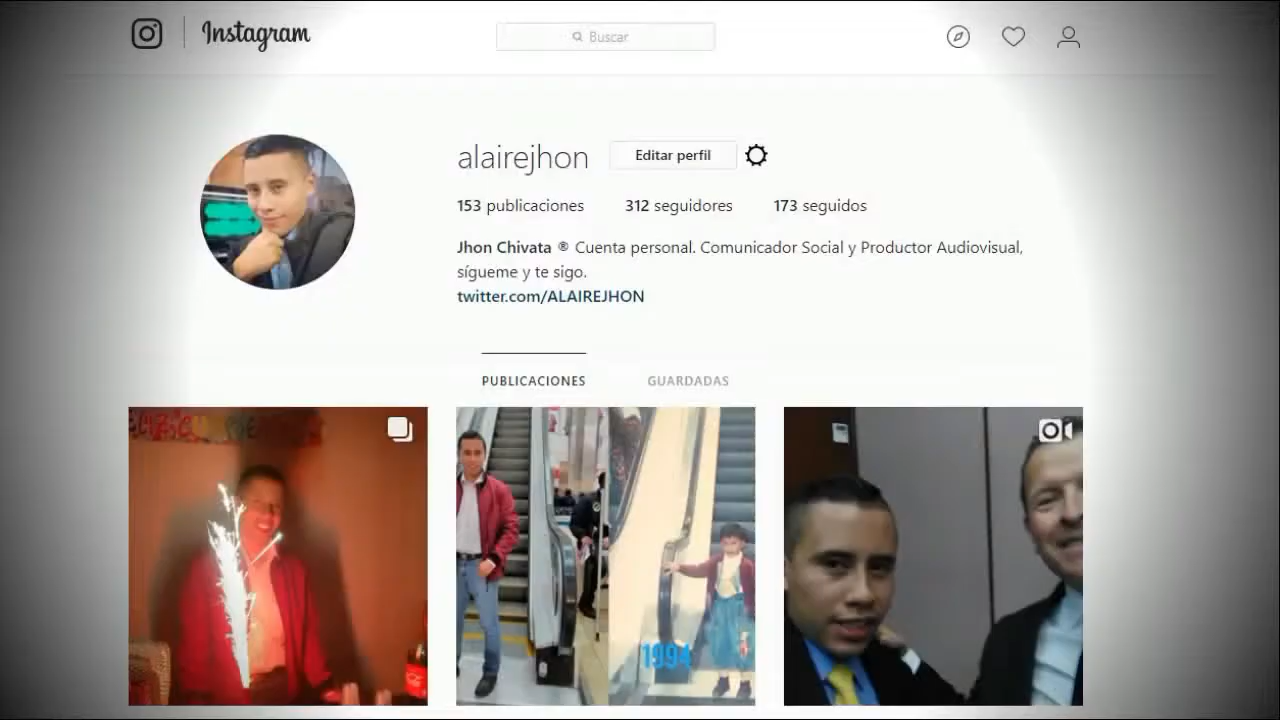 Instagram
Buscar
alairejhon Editar perfil
153 publicaciones 312 seguidores 173 seguidos
Jhon Chivata ® Cuenta personal. Comunicador Social y Productor Audiovisual,
sígueme y te sigo.
twitter.com/ALAIREJHON
PUBLICACIONES GUARDADAS
1994